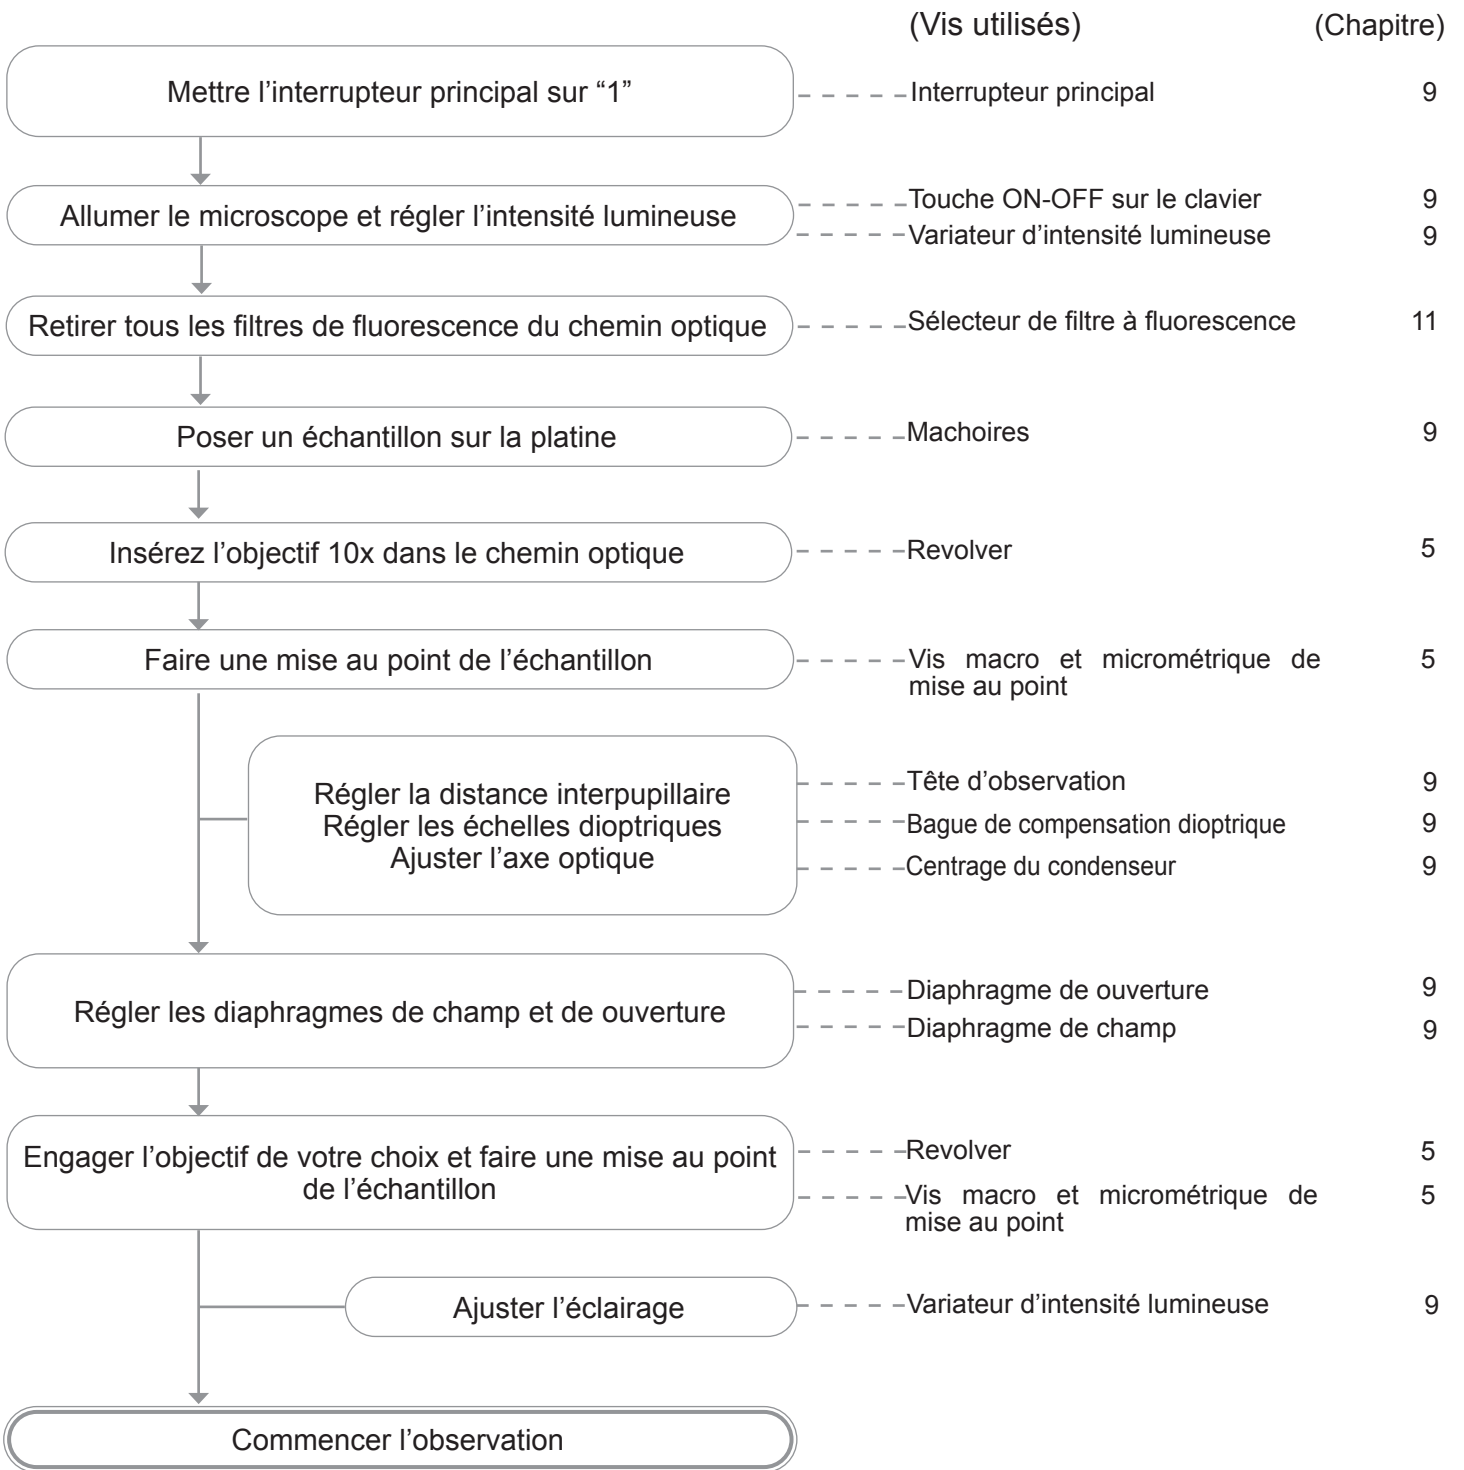 (Vis utilisés) (Chapitre)
Mettre l’interrupteur principal sur “1” Interrupteur principal 9
Allumer le microscope et régler l’intensité lumineuse
Touche ON-OFF sur le clavier 9
Variateur d’intensité lumineuse 9
Retirer tous les filtres de fluorescence du chemin optique Sélecteur de filtre à fluorescence 11
Poser un échantillon sur la platine Machoires 9
Insérez l’objectif 10x dans le chemin optique Revolver 5
Faire une mise au point de l’échantillon Vis macro et micrométrique de 5
mise au point
Régler la distance interpupillaire
Régler les échelles dioptriques
Ajuster l’axe optique
Tête d’observation 9
Bague de compensation dioptrique 9
Centrage du condenseur 9
Régler les diaphragmes de champ et de ouverture
Diaphragme de ouverture 9
Diaphragme de champ 9
Engager l’objectif de votre choix et faire une mise au point
de l’échantillon
Revolver 5
Vis macro et micrométrique de 5
mise au point
Ajuster l’éclairage Variateur d’intensité lumineuse 9
Commencer l’observation